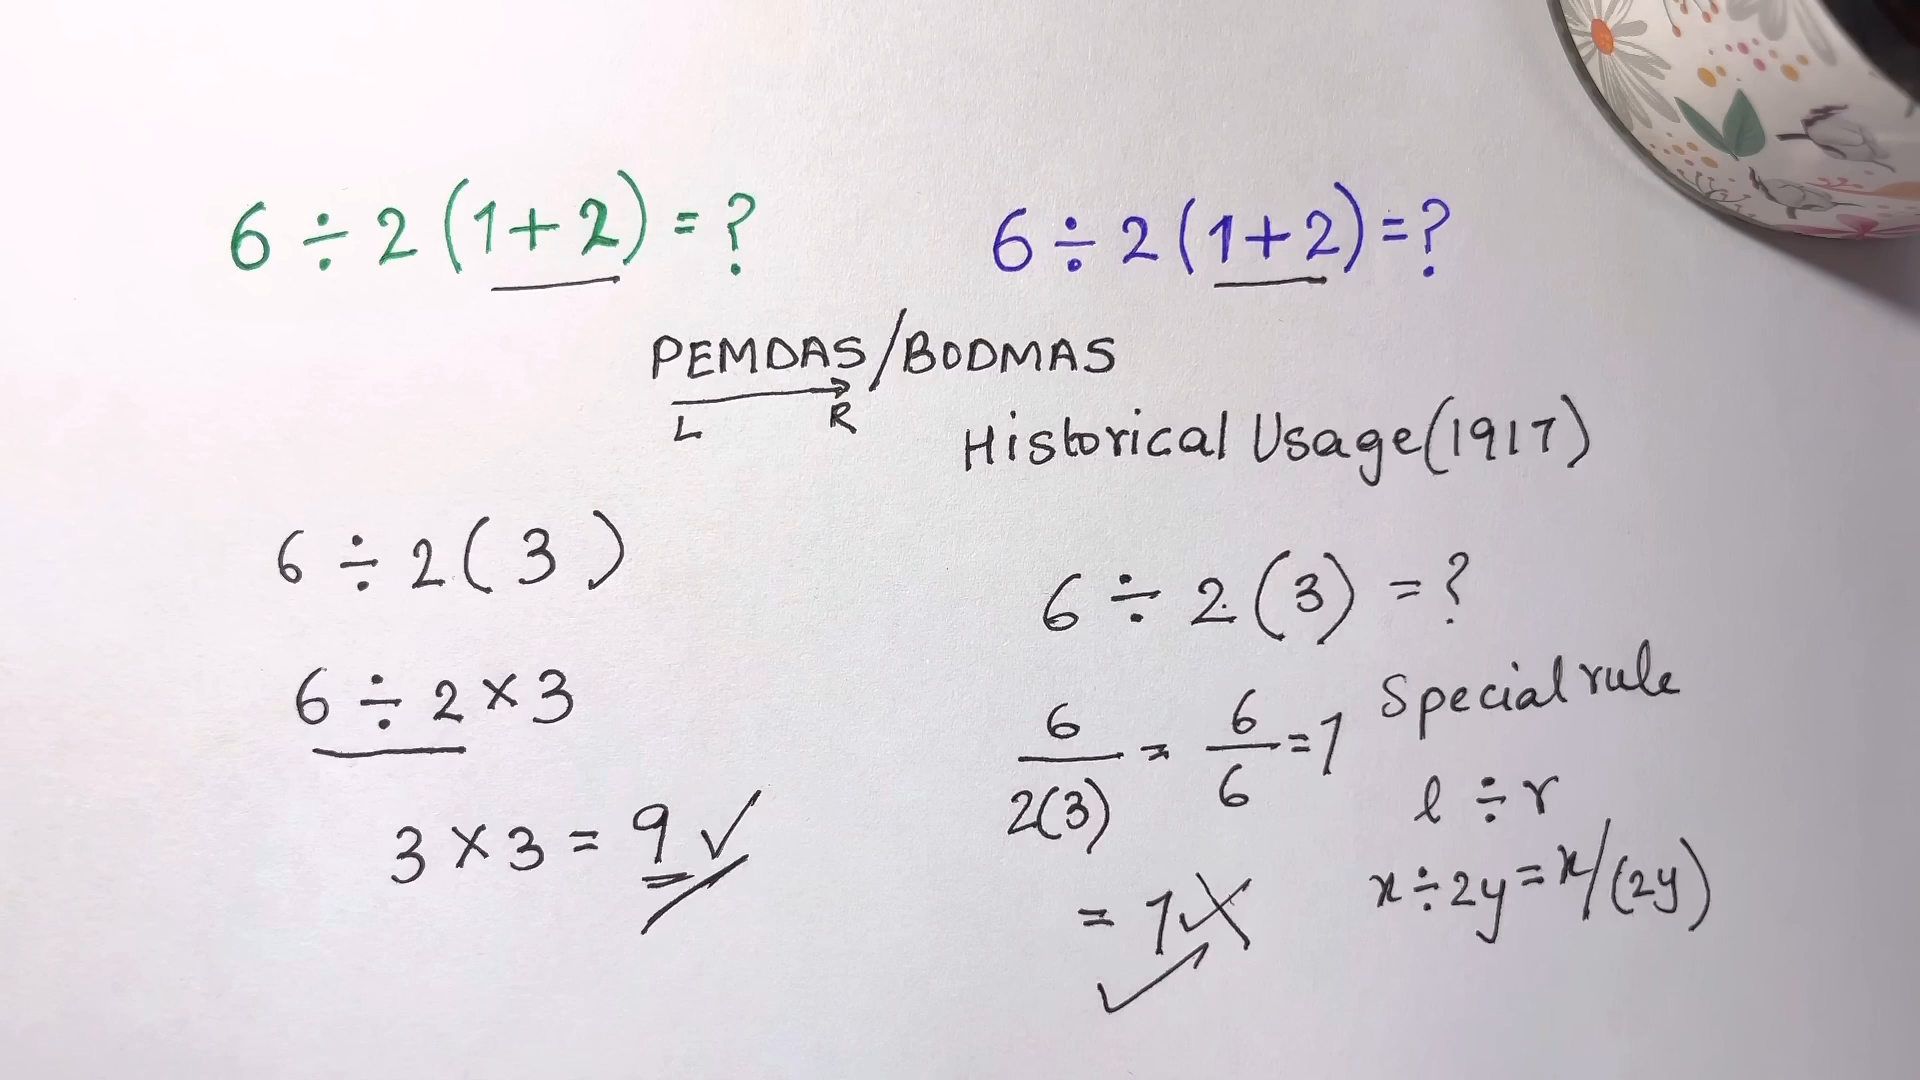 6 ÷ 2 (1+2) = ?
6 ÷ 2 (1+2) = ?
PEMDAS/BODMAS
L R
Historical Usage (1917)
6 ÷ 2 ( 3 )
6 ÷ 2 × 3
3 × 3 = 9 ✓
6 ÷ 2 (3) = ?
Special rule
6/2(3) = 6/6 = 1
l ÷ r
x ÷ 2y = x/(2y)
= 1